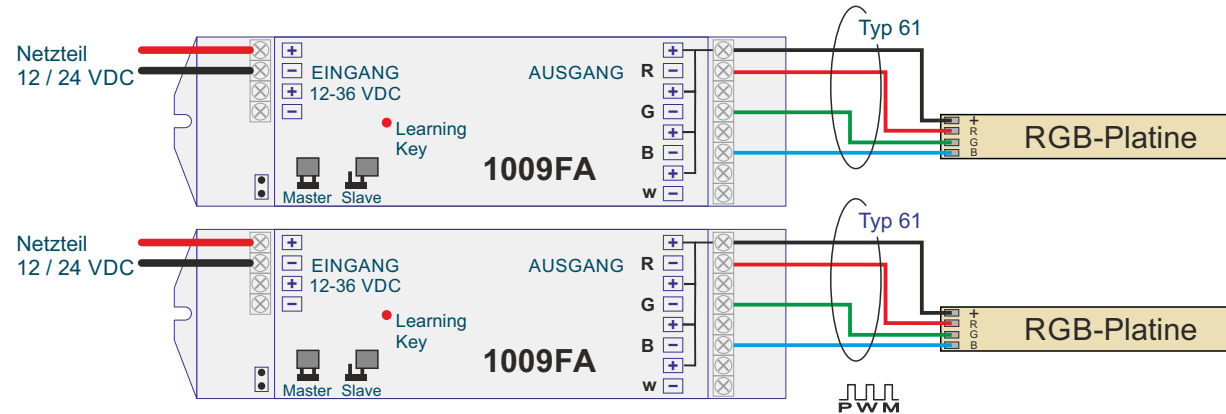 Typ 61
Netzteil
12 / 24 VDC
+
−
+
−
EINGANG
12-36 VDC
Learning
Key
Master Slave
1009FA
AUSGANG
+
R −
+
G −
+
B −
+
w −
+
R
G
B
RGB-Platine
Typ 61
Netzteil
12 / 24 VDC
+
−
+
−
EINGANG
12-36 VDC
Learning
Key
Master Slave
1009FA
AUSGANG
+
R −
+
G −
+
B −
+
w −
+
R
G
B
RGB-Platine
PWM